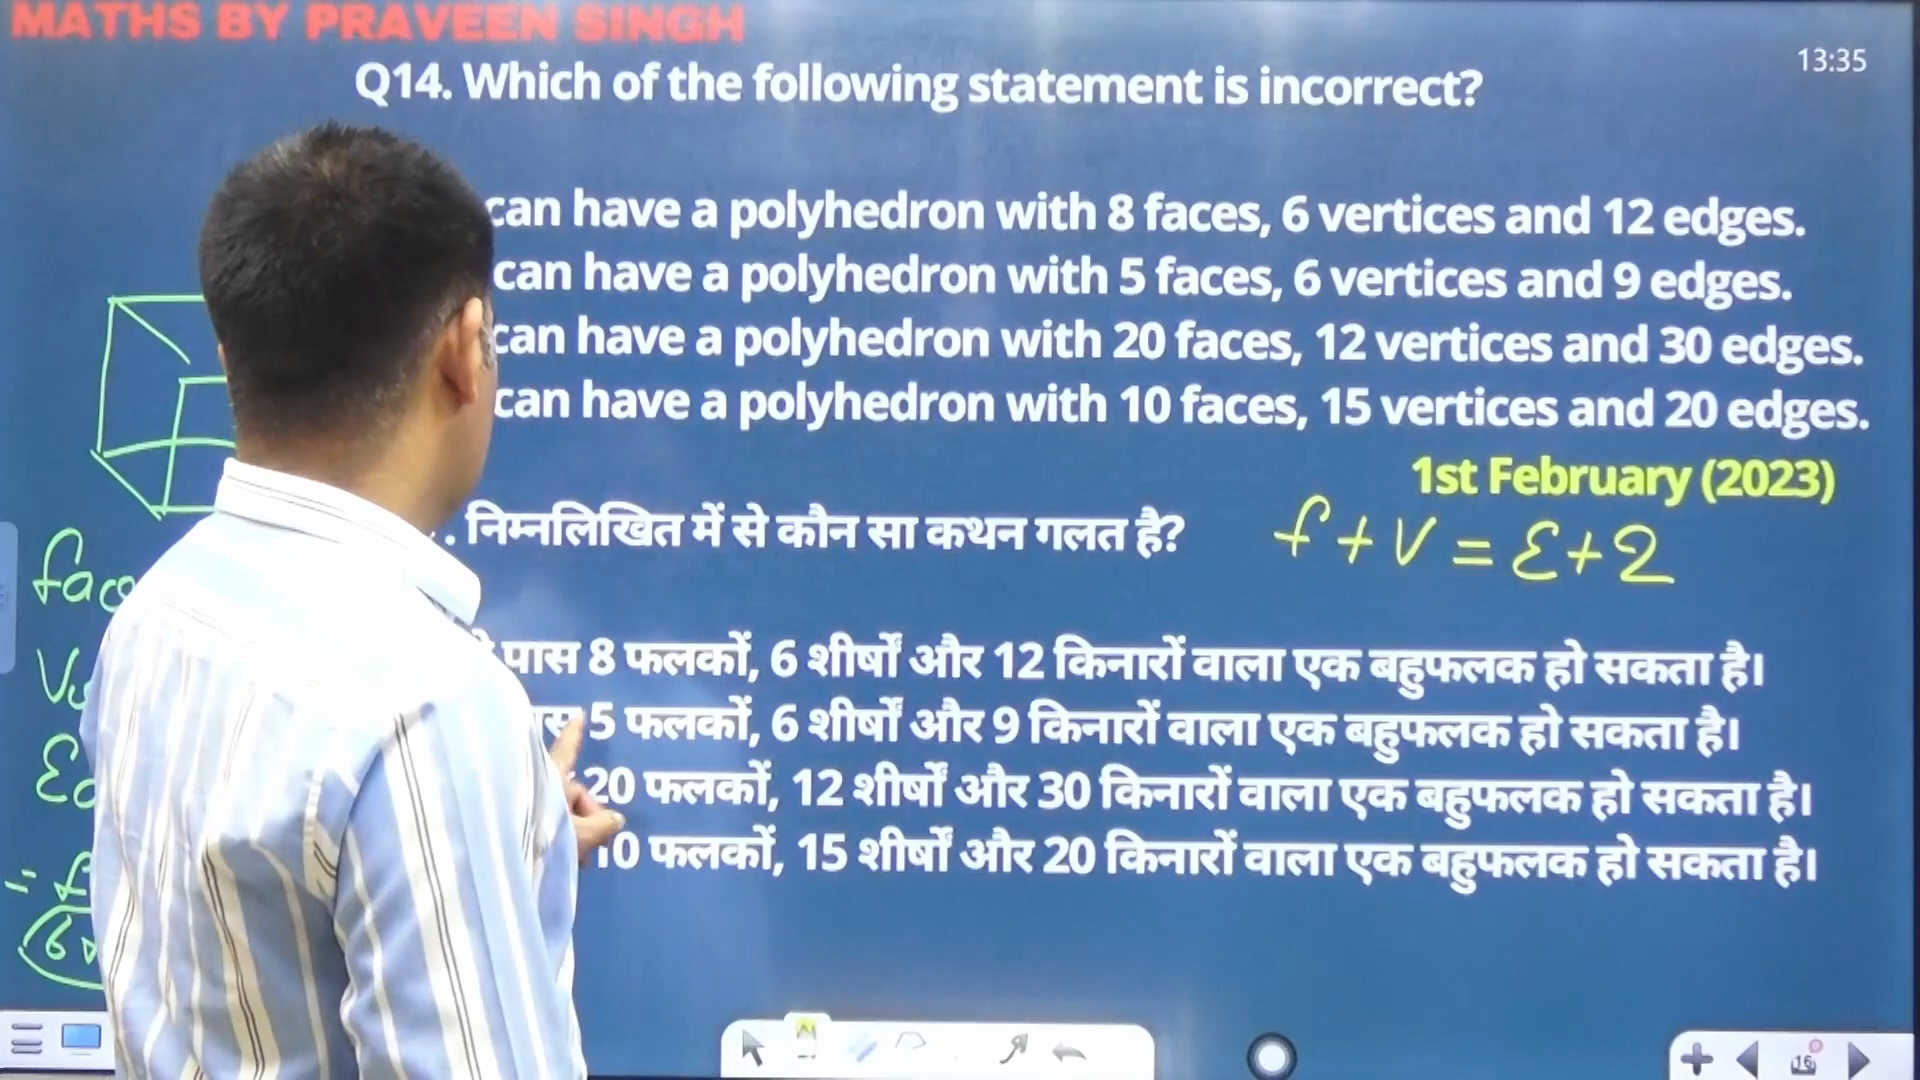 MATHS BY PRAVEEN SINGH
13:35
Q14. Which of the following statement is incorrect?
can have a polyhedron with 8 faces, 6 vertices and 12 edges.
can have a polyhedron with 5 faces, 6 vertices and 9 edges.
can have a polyhedron with 20 faces, 12 vertices and 30 edges.
can have a polyhedron with 10 faces, 15 vertices and 20 edges.
1st February (2023)
. निम्नलिखित में से कौन सा कथन गलत है?
f + V = E + 2
पास 8 फलकों, 6 शीर्षों और 12 किनारों वाला एक बहुफलक हो सकता है।
5 फलकों, 6 शीर्षों और 9 किनारों वाला एक बहुफलक हो सकता है।
20 फलकों, 12 शीर्षों और 30 किनारों वाला एक बहुफलक हो सकता है।
10 फलकों, 15 शीर्षों और 20 किनारों वाला एक बहुफलक हो सकता है।
16